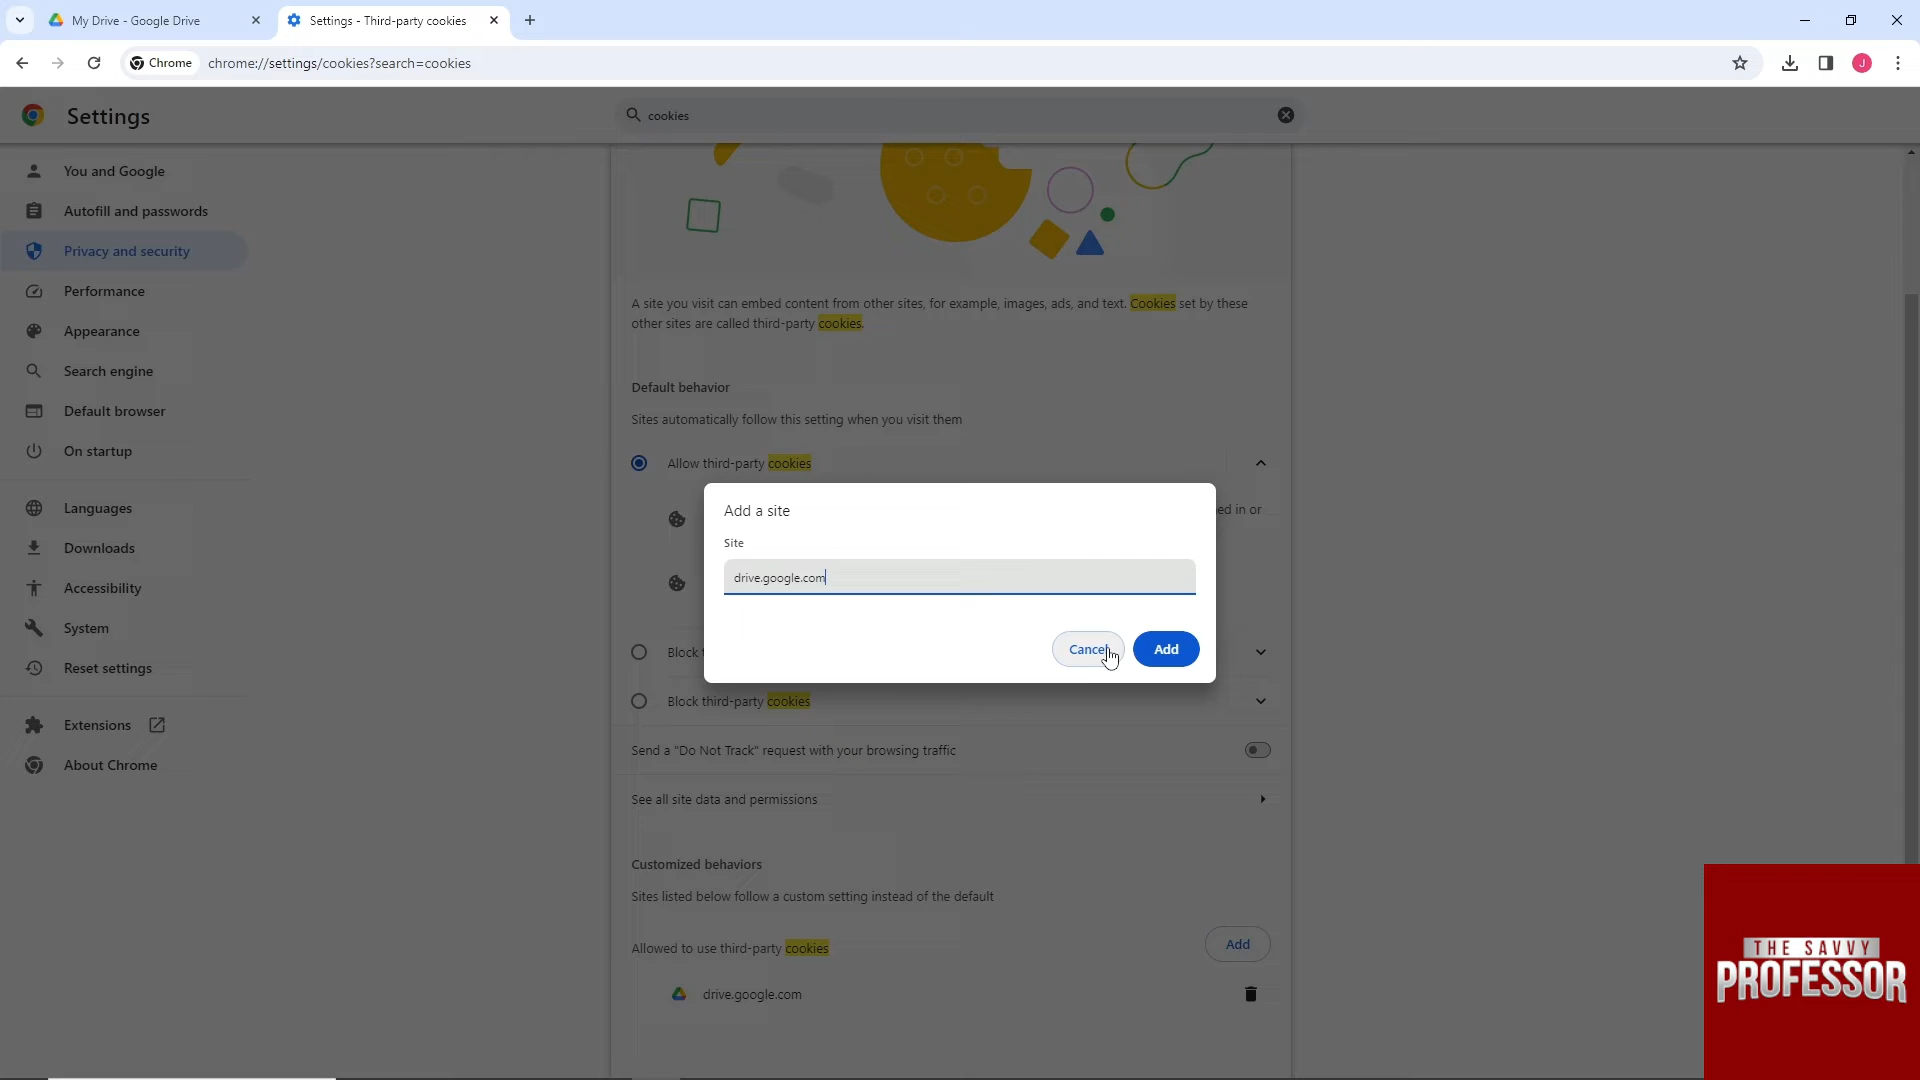 My Drive - Google Drive
Settings - Third-party cookies
Chrome
chrome://settings/cookies?search=cookies
J
Settings
cookies
You and Google
Autofill and passwords
Privacy and security
Performance
Appearance
Search engine
Default browser
On startup
Languages
Downloads
Accessibility
System
Reset settings
Extensions
About Chrome
A site you visit can embed content from other sites, for example, images, ads, and text. Cookies set by these
other sites are called third-party cookies.
Default behavior
Sites automatically follow this setting when you visit them
Allow third-party cookies
ed in or
Add a site
Site
drive.google.com
Cancel
Add
Block
Block third-party cookies
Send a "Do Not Track" request with your browsing traffic
See all site data and permissions
Customized behaviors
Sites listed below follow a custom setting instead of the default
Allowed to use third-party cookies
Add
drive.google.com
THE SAVVY
PROFESSOR